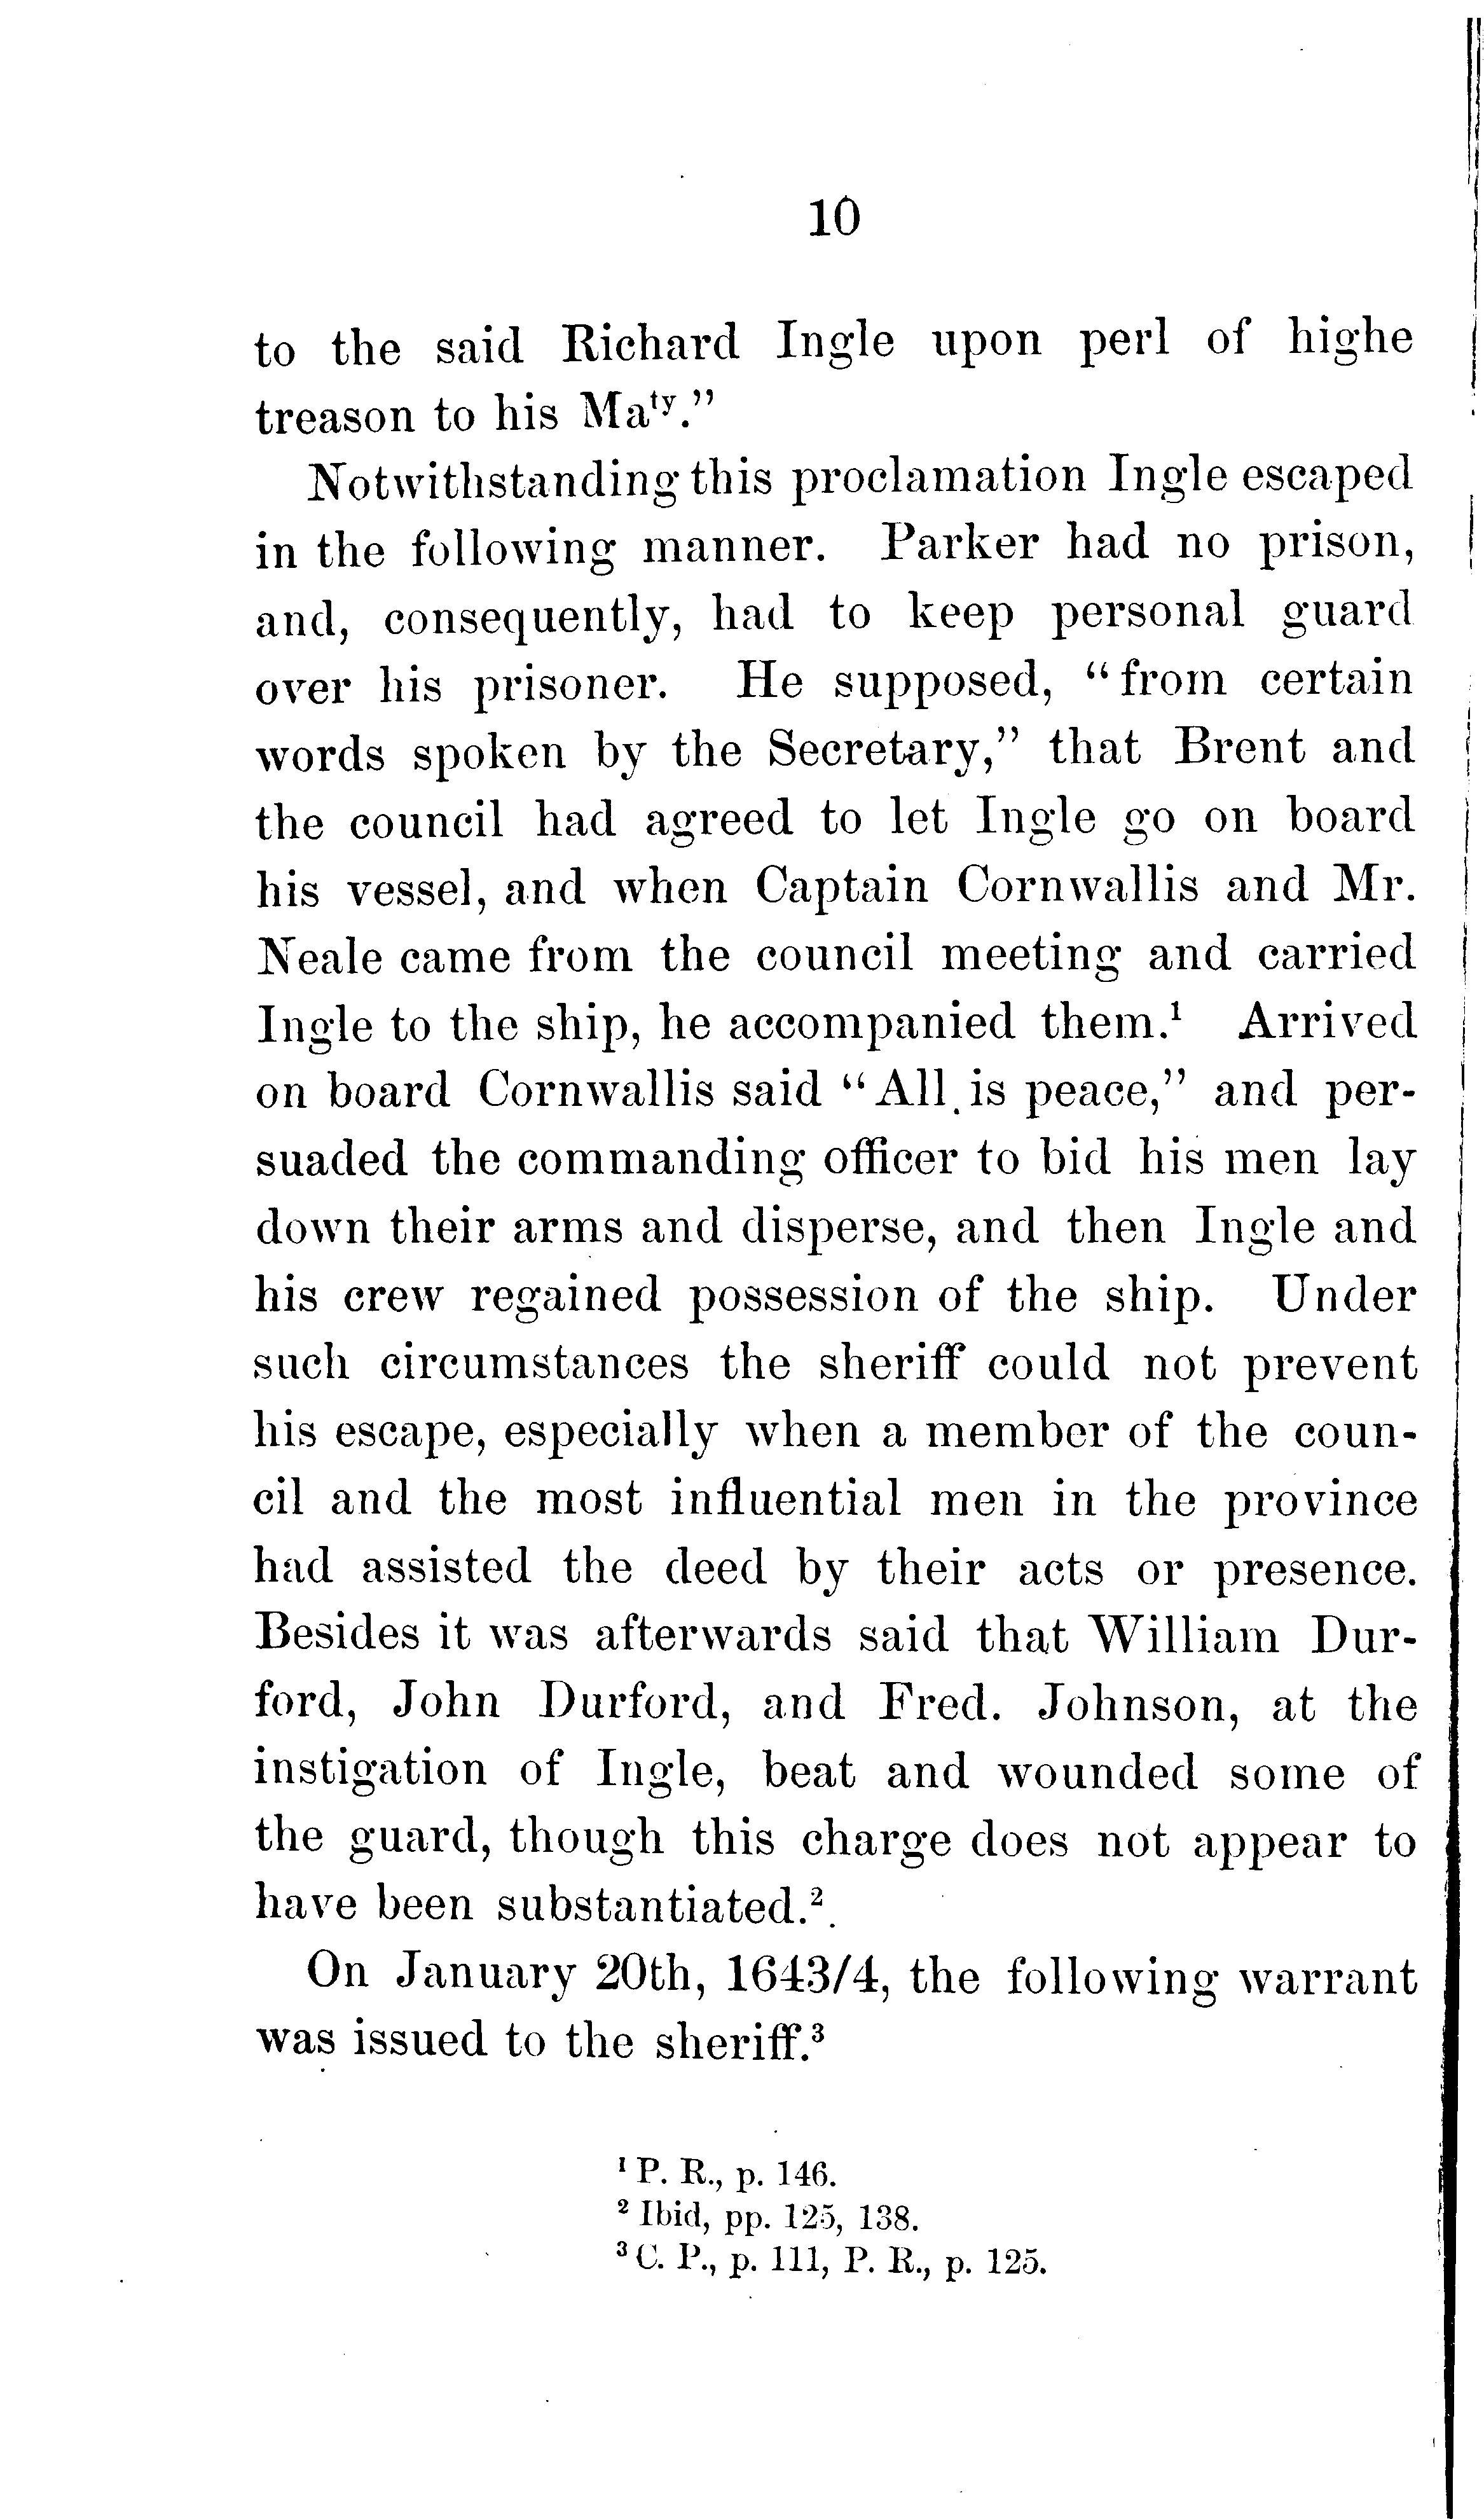 10
to the said Richard Ingle upon perl of highe
treason to his Maᵗʸ."
Notwithstanding this proclamation Ingle escaped
in the following manner. Parker had no prison,
and, consequently, had to keep personal guard
over his prisoner. He supposed, "from certain
words spoken by the Secretary," that Brent and
the council had agreed to let Ingle go on board
his vessel, and when Captain Cornwallis and Mr.
Neale came from the council meeting and carried
Ingle to the ship, he accompanied them.¹ Arrived
on board Cornwallis said "All is peace," and per-
suaded the commanding officer to bid his men lay
down their arms and disperse, and then Ingle and
his crew regained possession of the ship. Under
such circumstances the sheriff could not prevent
his escape, especially when a member of the coun-
cil and the most influential men in the province
had assisted the deed by their acts or presence.
Besides it was afterwards said that William Dur-
ford, John Durford, and Fred. Johnson, at the
instigation of Ingle, beat and wounded some of
the guard, though this charge does not appear to
have been substantiated.²
On January 20th, 1643/4, the following warrant
was issued to the sheriff.³
¹ P. R., p. 146.
² Ibid, pp. 125, 138.
³ C. P., p. 111, P. R., p. 125.